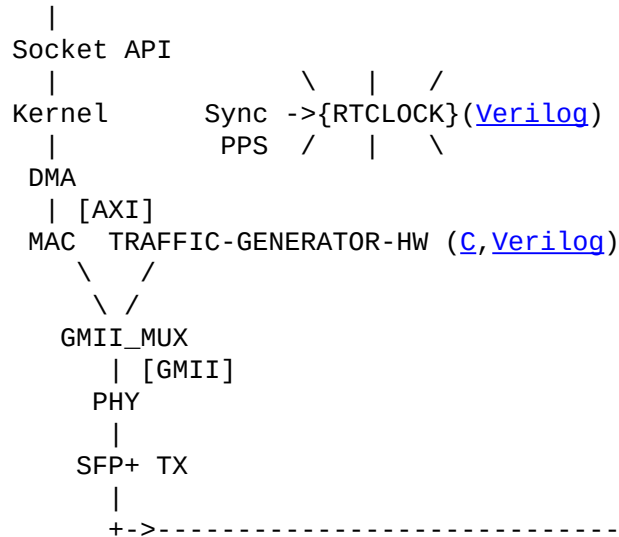 |
Socket API
|                \   |   /
Kernel      Sync ->{RTCLOCK}(Verilog)
|            PPS  /   |   \
DMA
| [AXI]
MAC  TRAFFIC-GENERATOR-HW (C,Verilog)
\   /
\ /
GMII_MUX
| [GMII]
PHY
|
SFP+ TX
|
+->-----------------------------